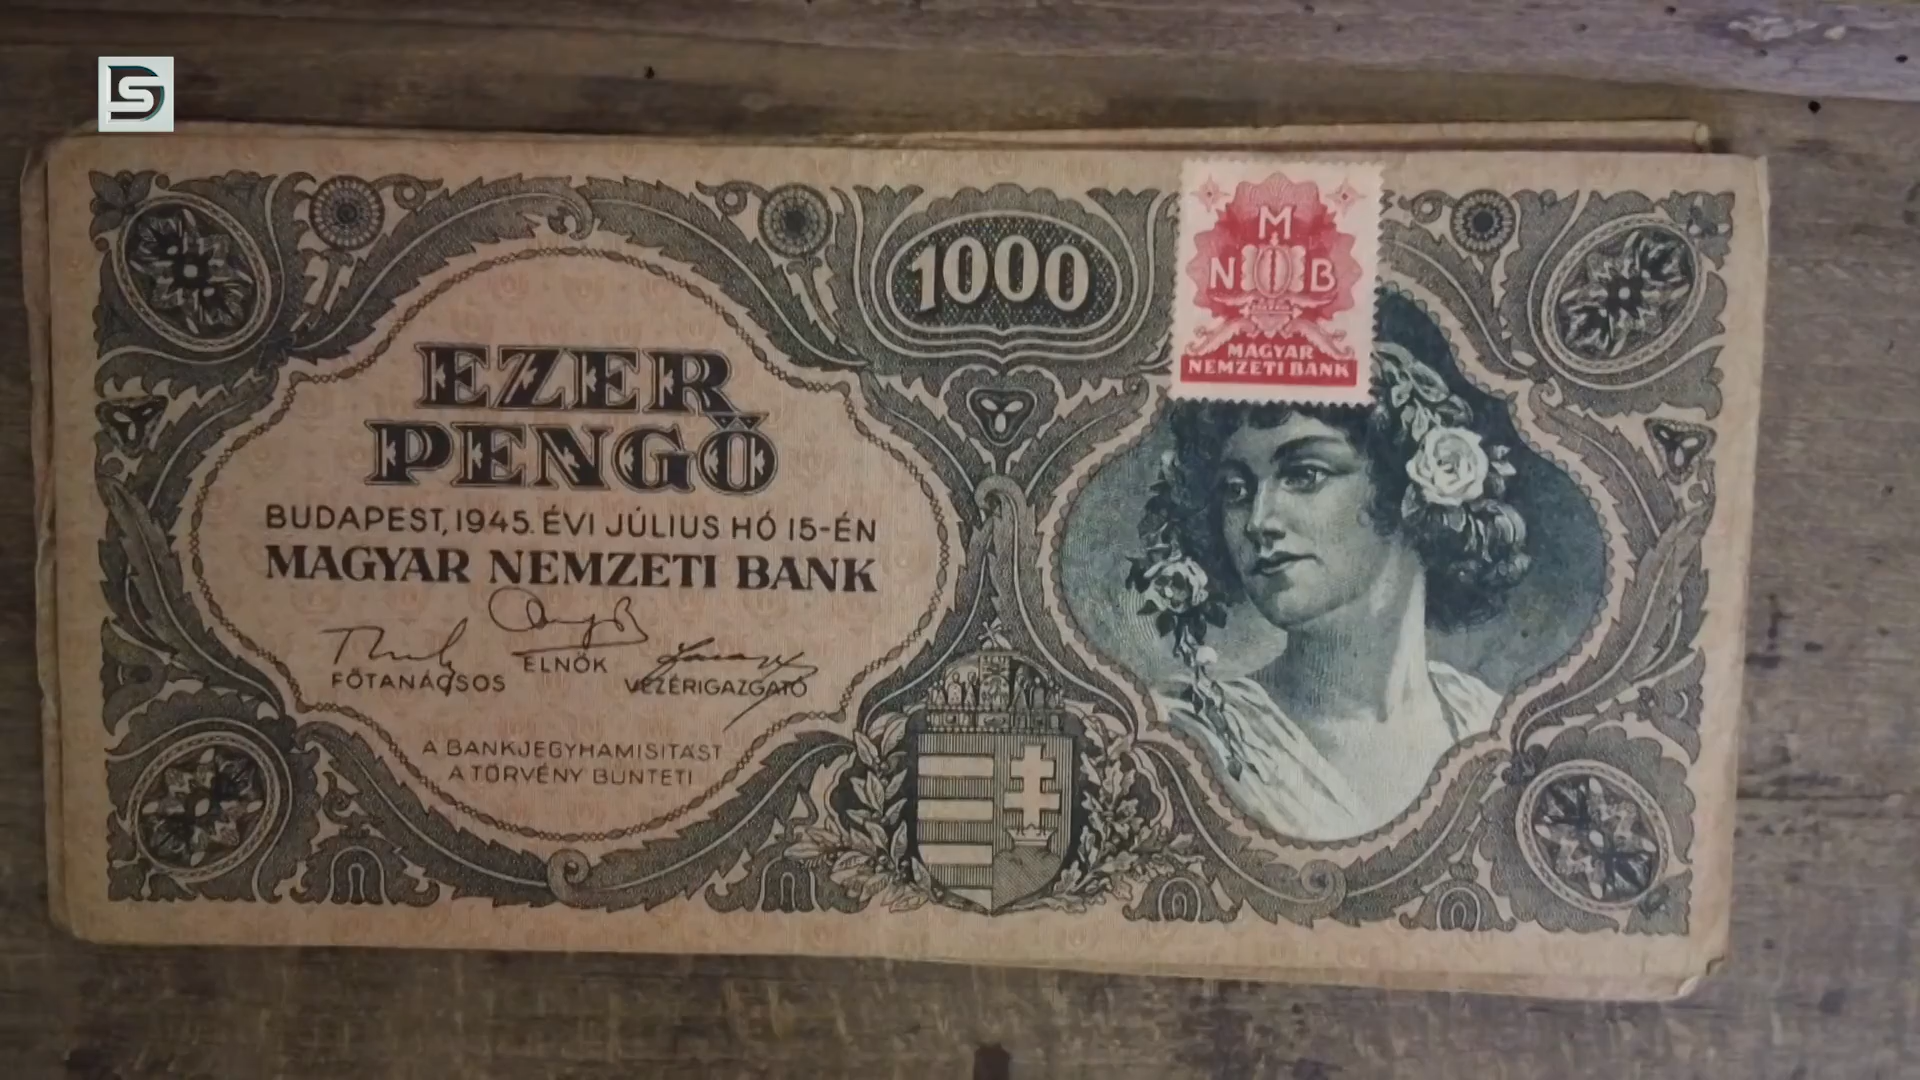 S
1000
M
N B
MAGYAR
NEMZETI BANK
EZER
PENGŐ
BUDAPEST, 1945. ÉVI JÚLIUS HÓ 15-ÉN
MAGYAR NEMZETI BANK
FŐTANÁCSOS
ELNÖK
VEZÉRIGAZGATÓ
A BANKJEGYHAMISITÁST
A TÖRVÉNY BÜNTETI